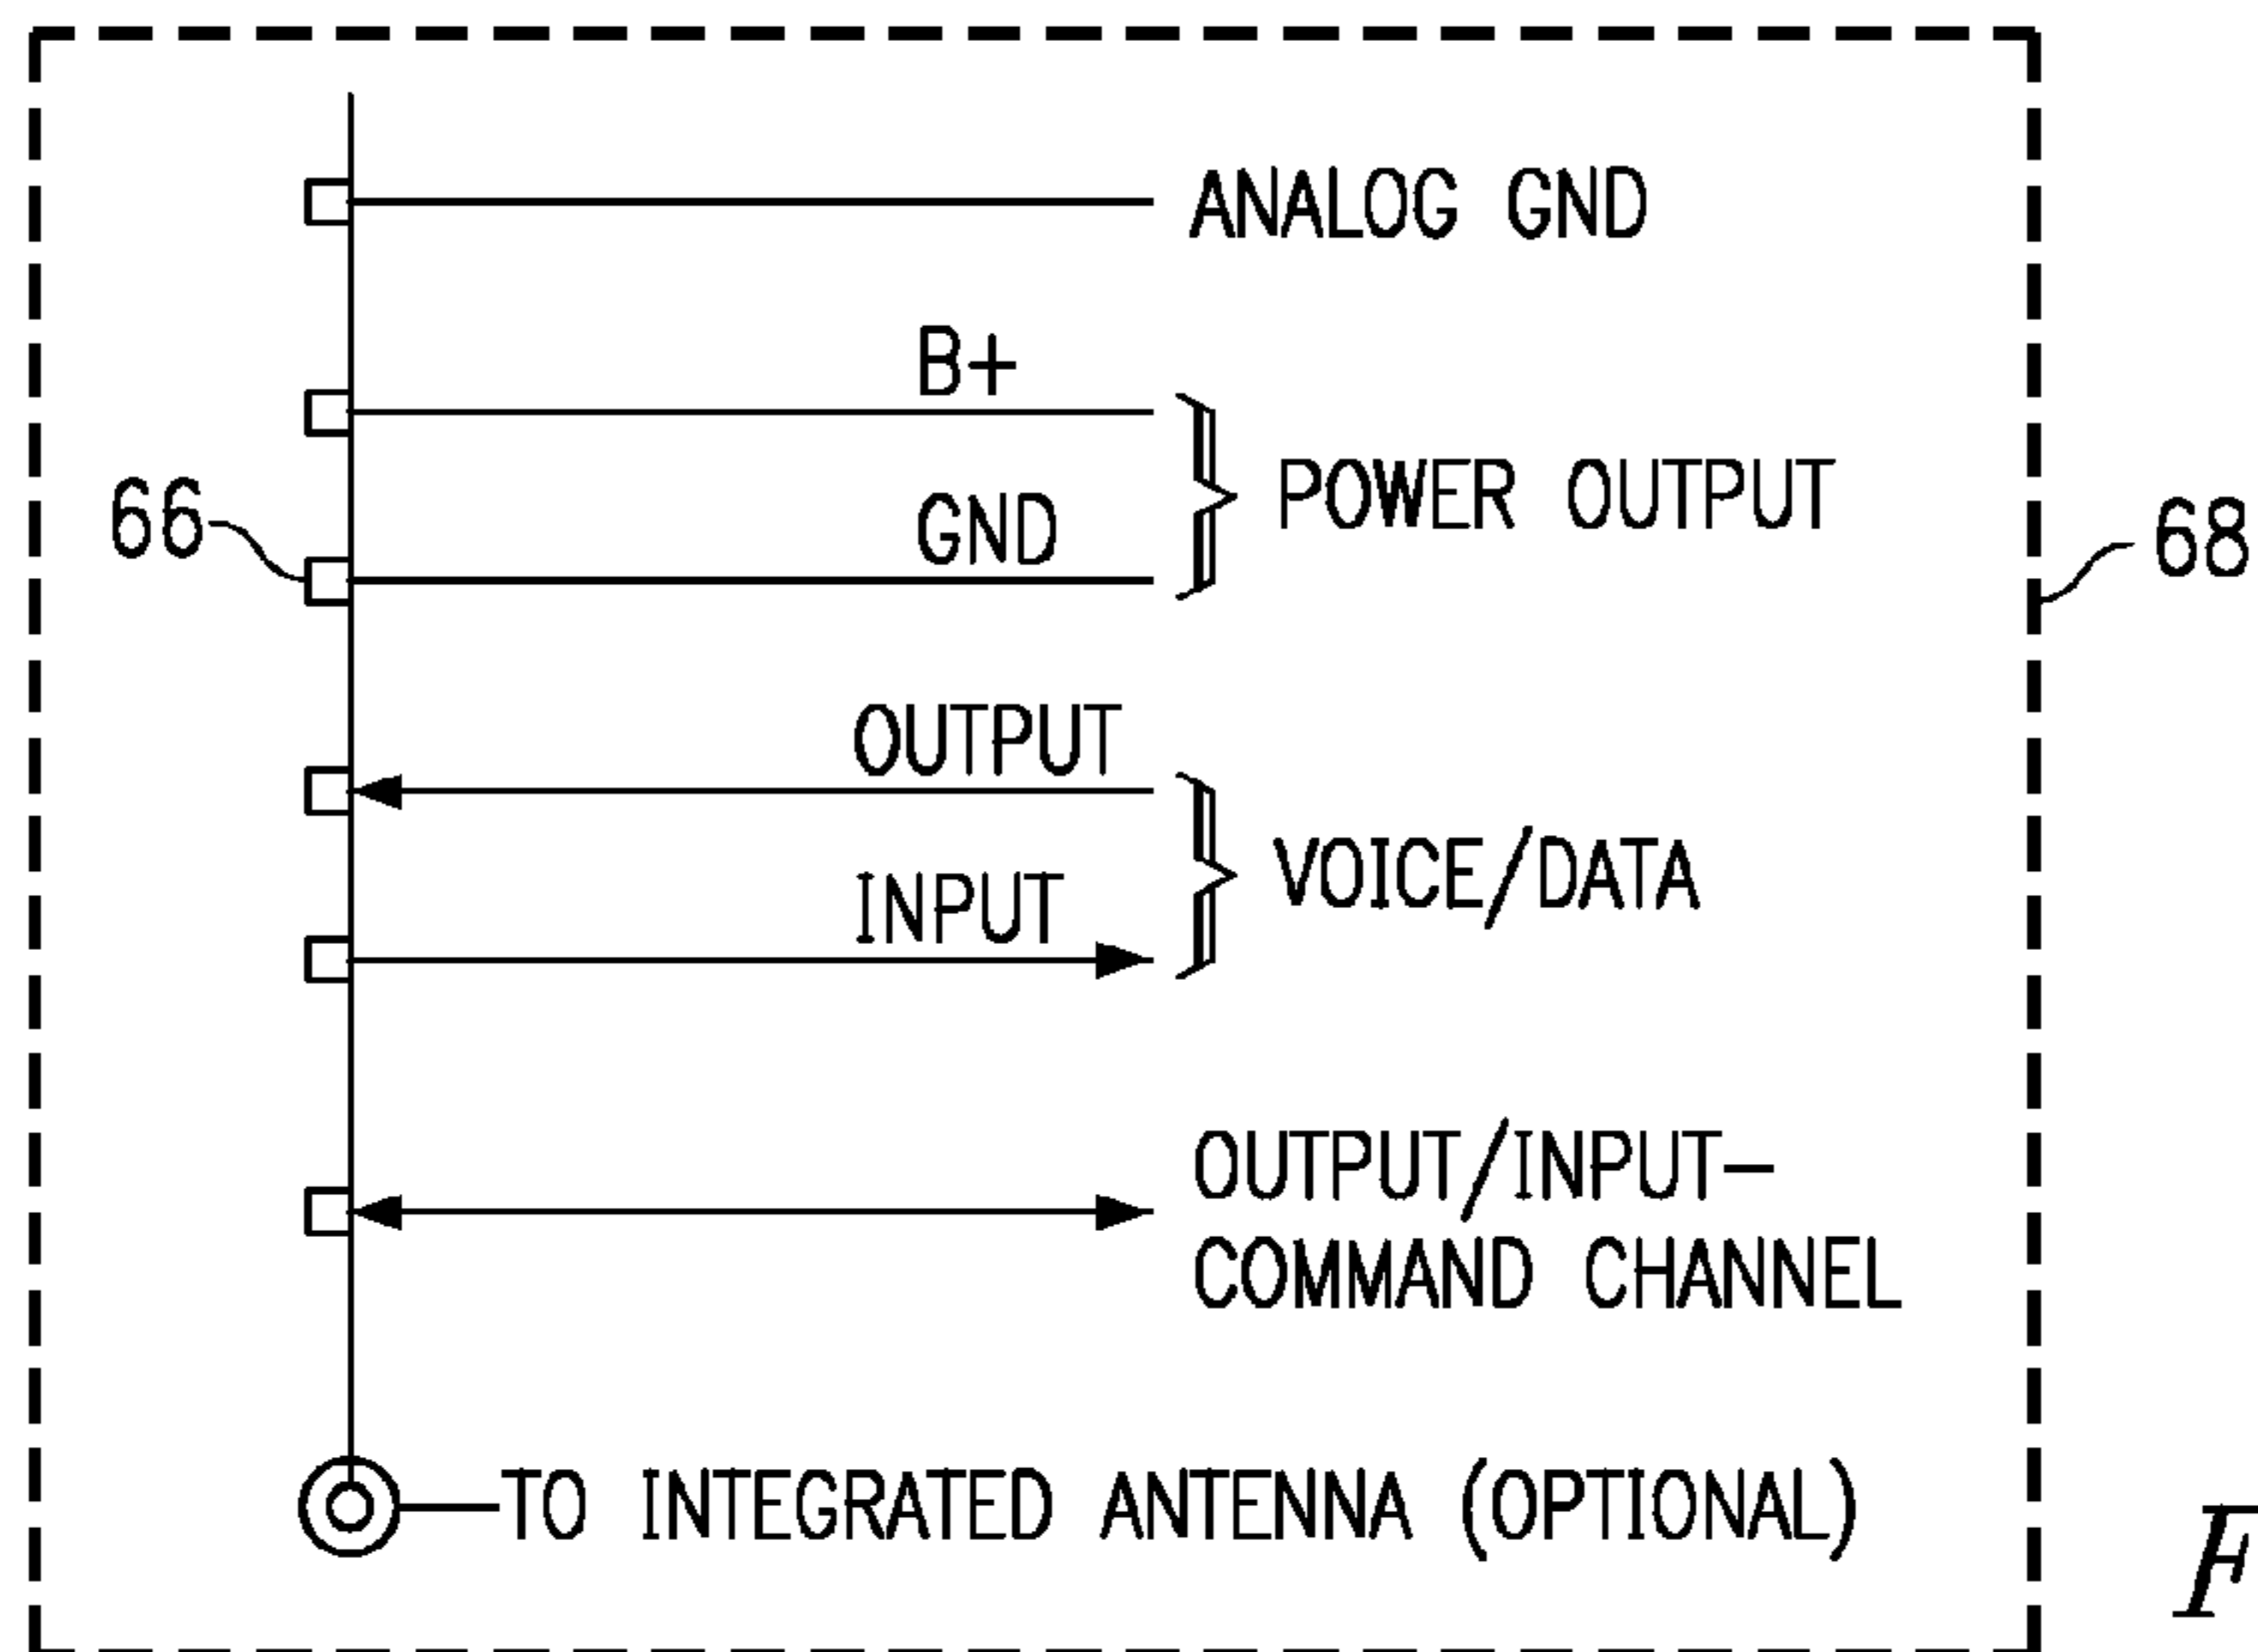 ANALOG GND
B+
POWER OUTPUT
66
GND
68
OUTPUT
VOICE/DATA
INPUT
OUTPUT/INPUT-
COMMAND CHANNEL
TO INTEGRATED ANTENNA (OPTIONAL)
F